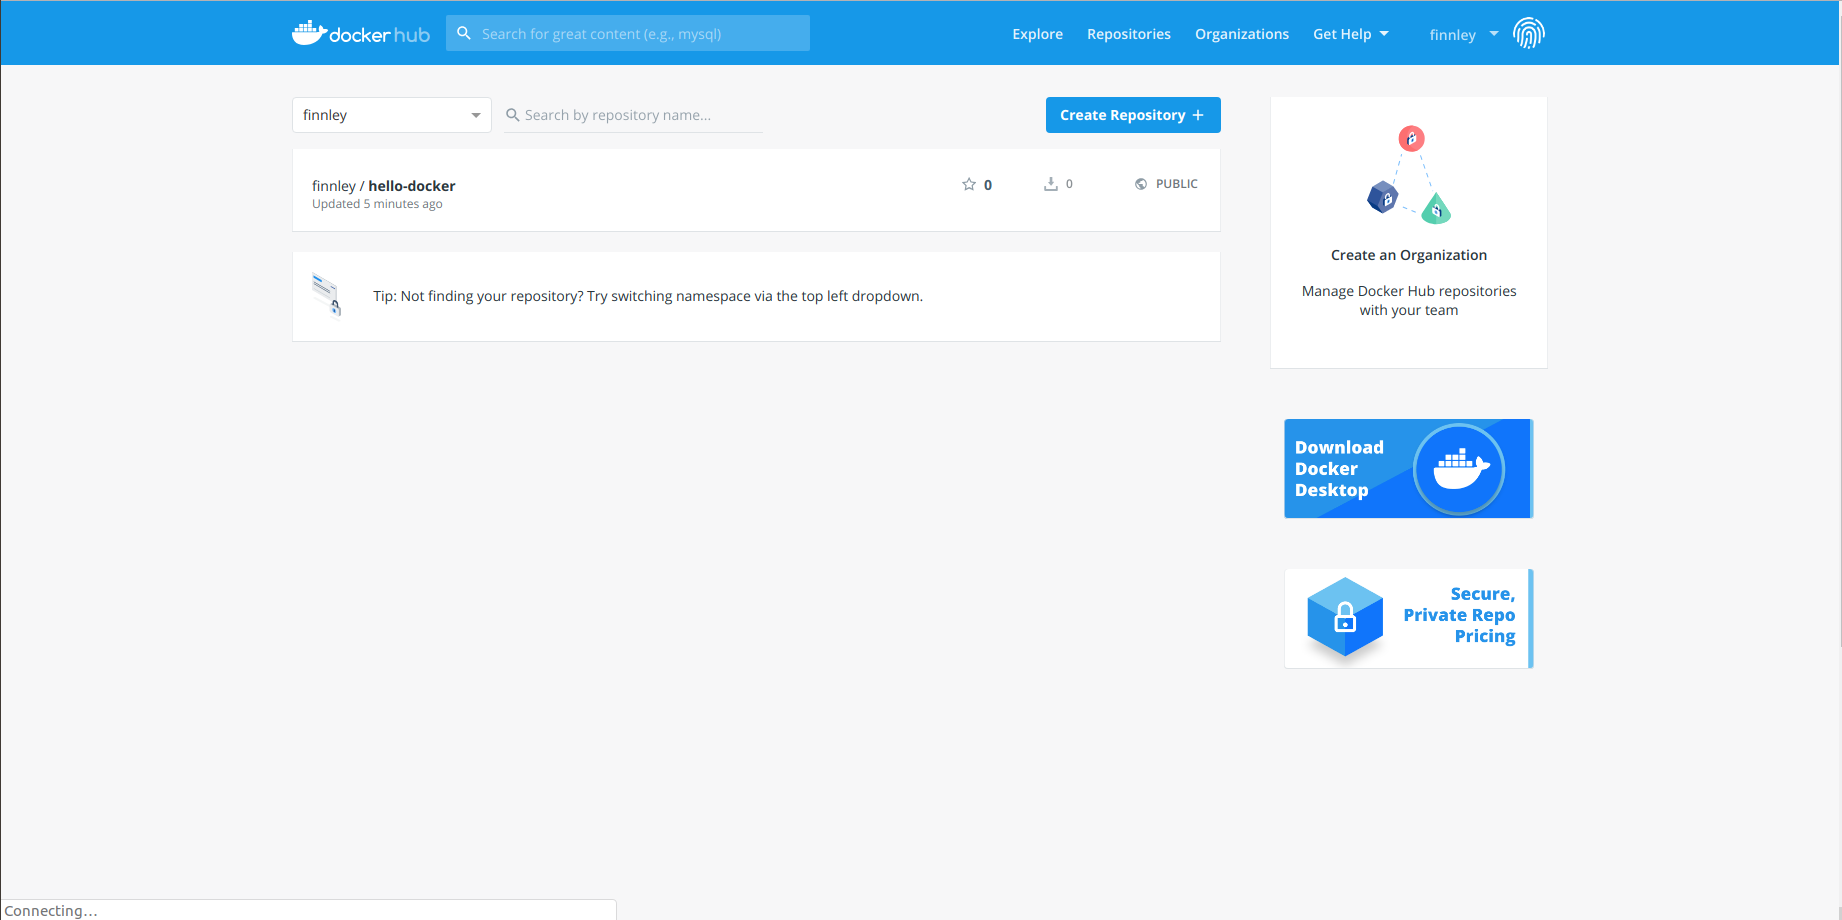 docker hub
Search for great content (e.g., mysql)
Explore
Repositories
Organizations
Get Help
finnley
finnley
Search by repository name...
Create Repository +
finnley / hello-docker
Updated 5 minutes ago
0
0
PUBLIC
Tip: Not finding your repository? Try switching namespace via the top left dropdown.
Create an Organization
Manage Docker Hub repositories
with your team
Download
Docker
Desktop
Secure,
Private Repo
Pricing
Connecting...